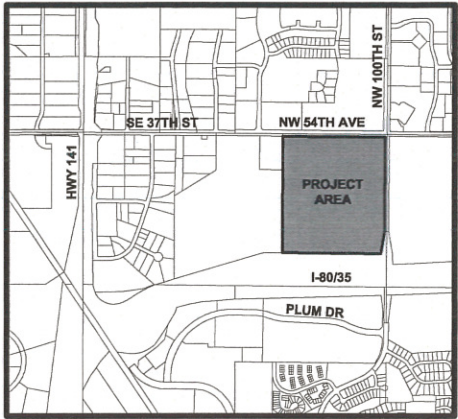 SE 37TH ST
NW 54TH AVE
NW 100TH ST
HWY 141
PROJECT
AREA
I-80/35
PLUM DR